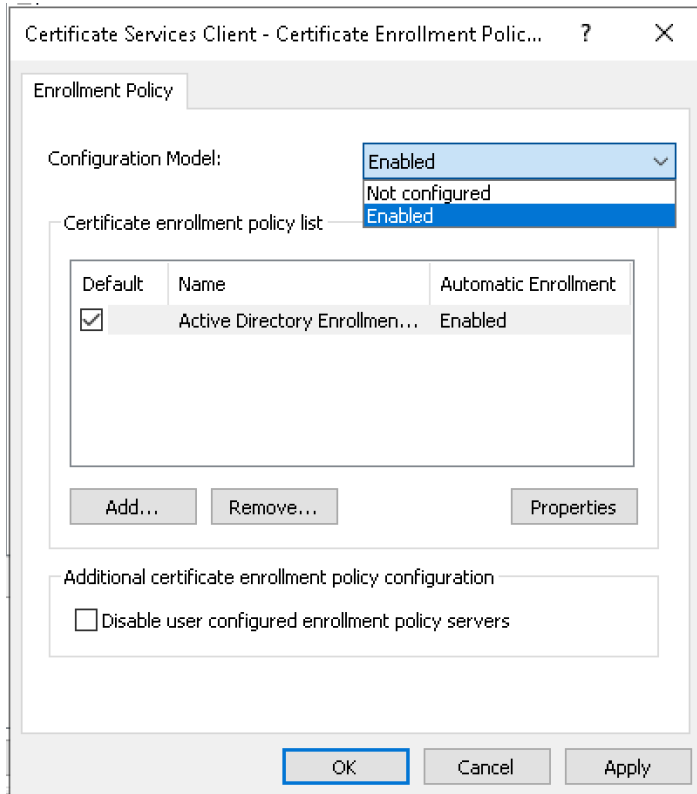 Certificate Services Client - Certificate Enrollment Polic... ? ✕
Enrollment Policy
Configuration Model:
Enabled
Not configured
Enabled
Certificate enrollment policy list
Default Name Automatic Enrollment
Active Directory Enrollmen... Enabled
Add... Remove... Properties
Additional certificate enrollment policy configuration
Disable user configured enrollment policy servers
OK Cancel Apply